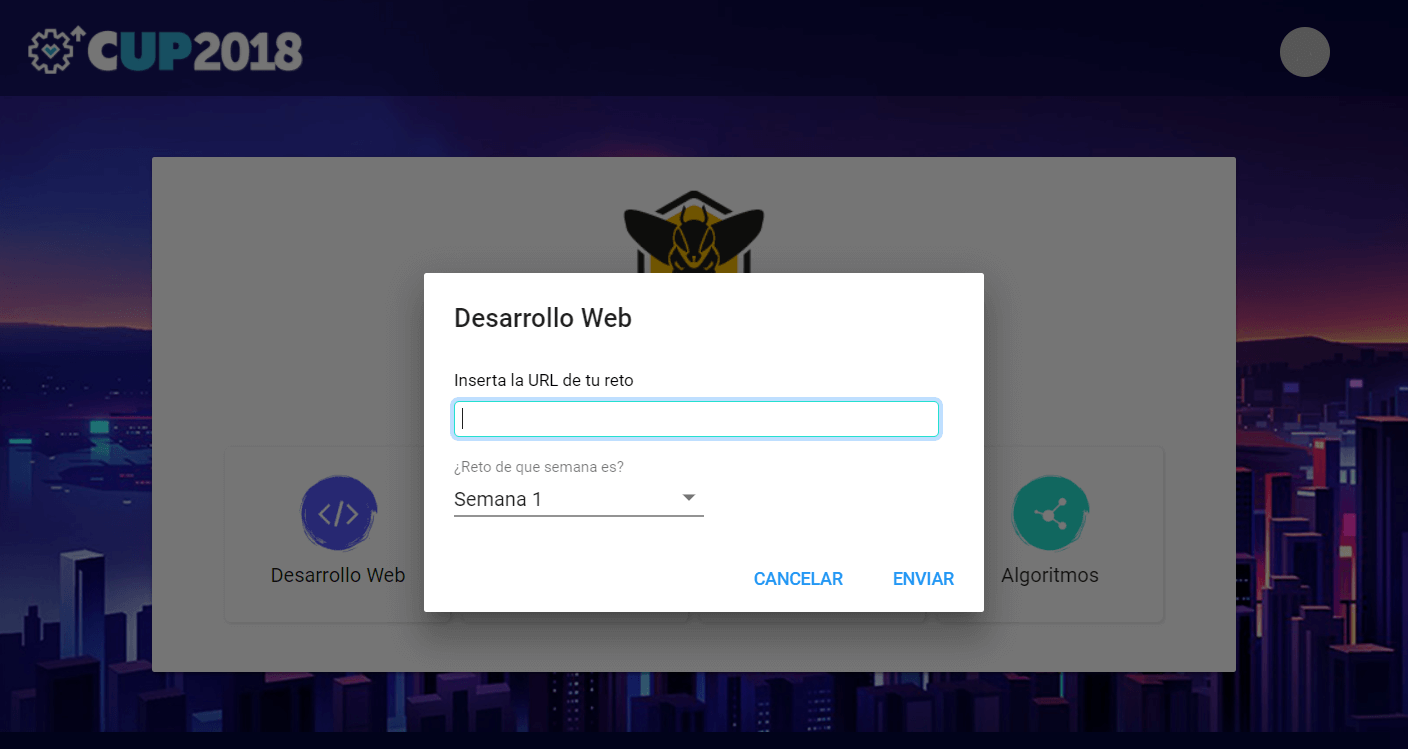 CUP2018
Desarrollo Web
Inserta la URL de tu reto
¿Reto de que semana es?
Semana 1
CANCELAR
ENVIAR
Desarrollo Web
Algoritmos